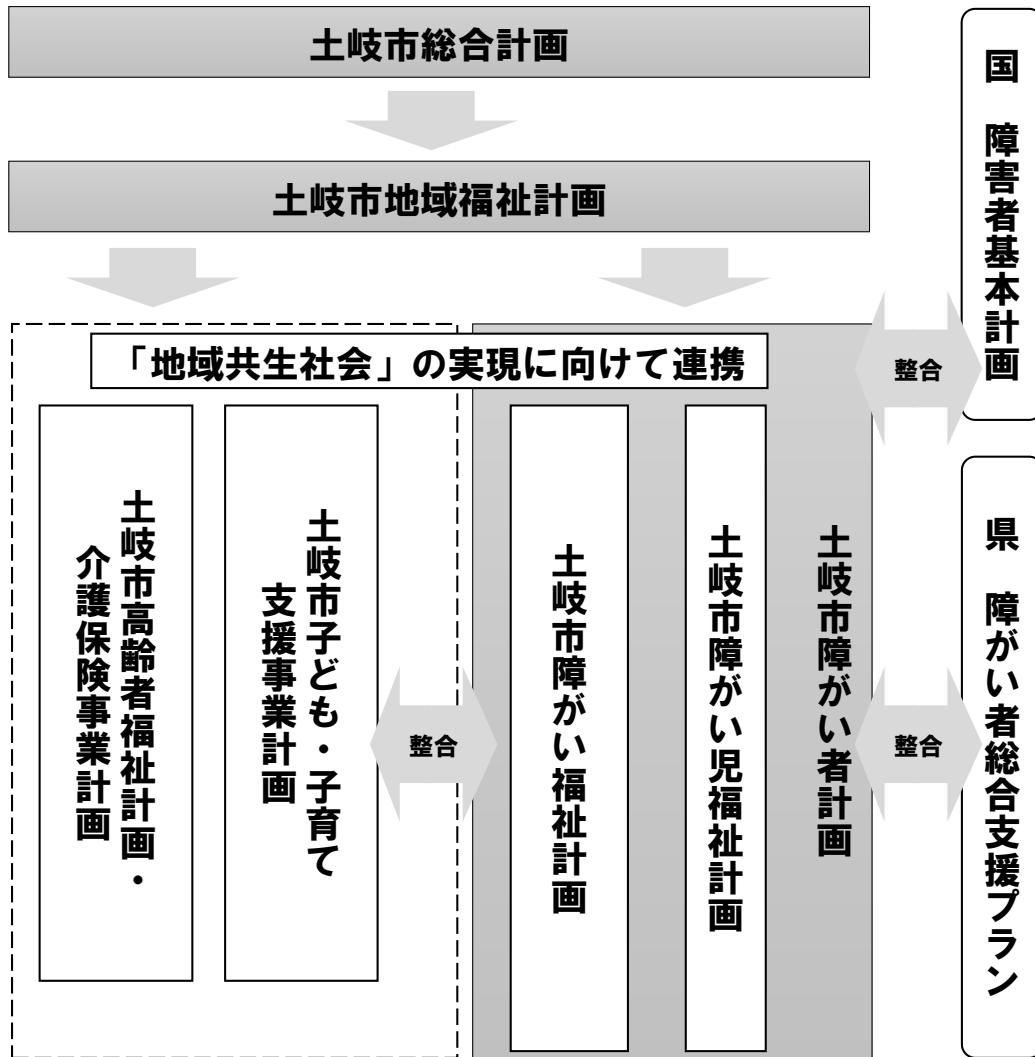 土岐市総合計画
土岐市地域福祉計画
「地域共生社会」の実現に向けて連携
土岐市高齢者福祉計画・
介護保険事業計画
土岐市子ども・子育て
支援事業計画
整合
土岐市障がい福祉計画
土岐市障がい児福祉計画
土岐市障がい者計画
整合
整合
国　障害者基本計画
県　障がい者総合支援プラン